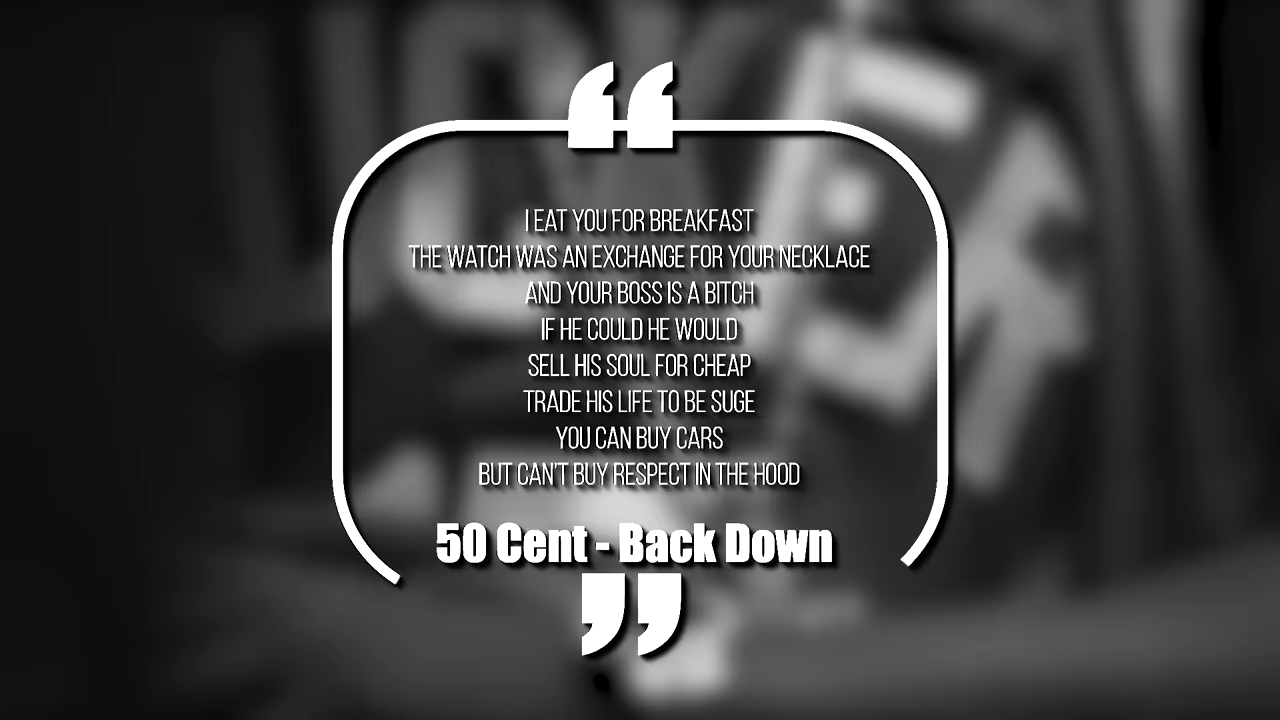 “
I EAT YOU FOR BREAKFAST
THE WATCH WAS AN EXCHANGE FOR YOUR NECKLACE
AND YOUR BOSS IS A BITCH
IF HE COULD HE WOULD
SELL HIS SOUL FOR CHEAP
TRADE HIS LIFE TO BE SUGE
YOU CAN BUY CARS
BUT CAN'T BUY RESPECT IN THE HOOD
50 Cent - Back Down
”